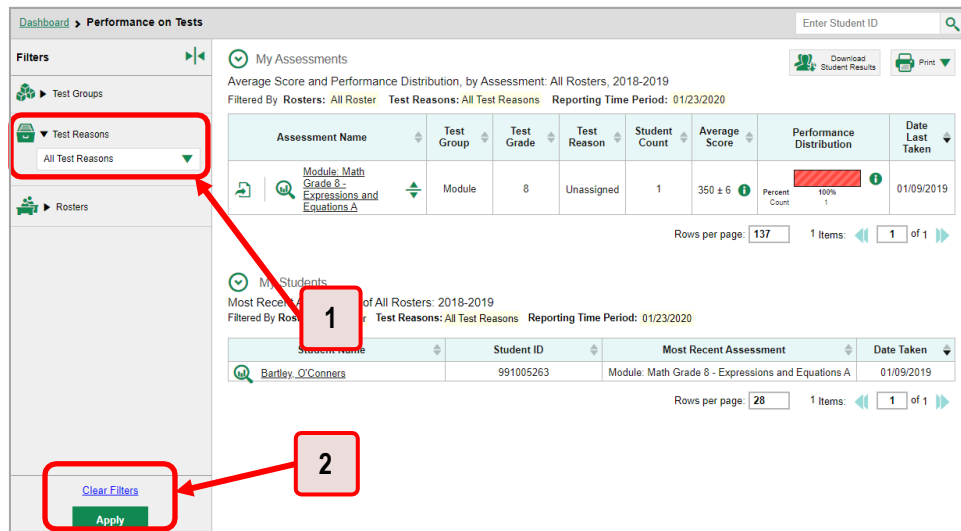 Dashboard > Performance on Tests
Enter Student ID
Filters
Test Groups
Test Reasons
All Test Reasons
Rosters
Clear Filters
Apply
My Assessments
Download
Student Results
Print
Average Score and Performance Distribution, by Assessment: All Rosters, 2018-2019
Filtered By Rosters: All Roster Test Reasons: All Test Reasons Reporting Time Period: 01/23/2020
Assessment Name
Test
Group
Test
Grade
Test
Reason
Student
Count
Average
Score
Performance
Distribution
Date
Last
Taken
Module: Math
Grade 8 -
Expressions and
Equations A
Module
8
Unassigned
1
350 ± 6
Percent 100%
Count 1
01/09/2019
Rows per page: 137 1 Items: 1 of 1
My Students
Most Recent of All Rosters: 2018-2019
Filtered By Test Reasons: All Test Reasons Reporting Time Period: 01/23/2020
1
Student Name
Student ID
Most Recent Assessment
Date Taken
Bartley, O'Conners
991005263
Module: Math Grade 8 - Expressions and Equations A
01/09/2019
Rows per page: 28 1 Items: 1 of 1
2